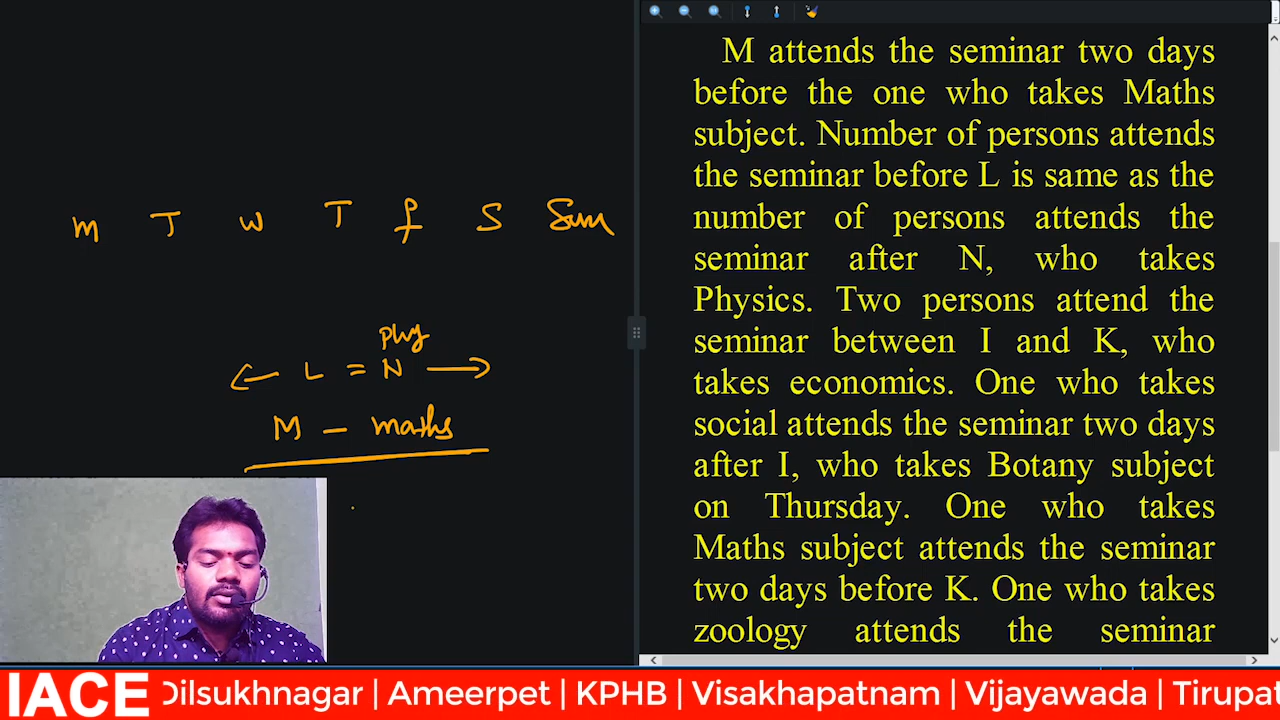 M attends the seminar two days
before the one who takes Maths
subject. Number of persons attends
the seminar before L is same as the
number of persons attends the
seminar after N, who takes
Physics. Two persons attend the
seminar between I and K, who
takes economics. One who takes
social attends the seminar two days
after I, who takes Botany subject
on Thursday. One who takes
Maths subject attends the seminar
two days before K. One who takes
zoology attends the seminar
m T w T f S Sun
phy
← L = N →
M – maths
IACE Dilsukhnagar | Ameerpet | KPHB | Visakhapatnam | Vijayawada | Tirupat